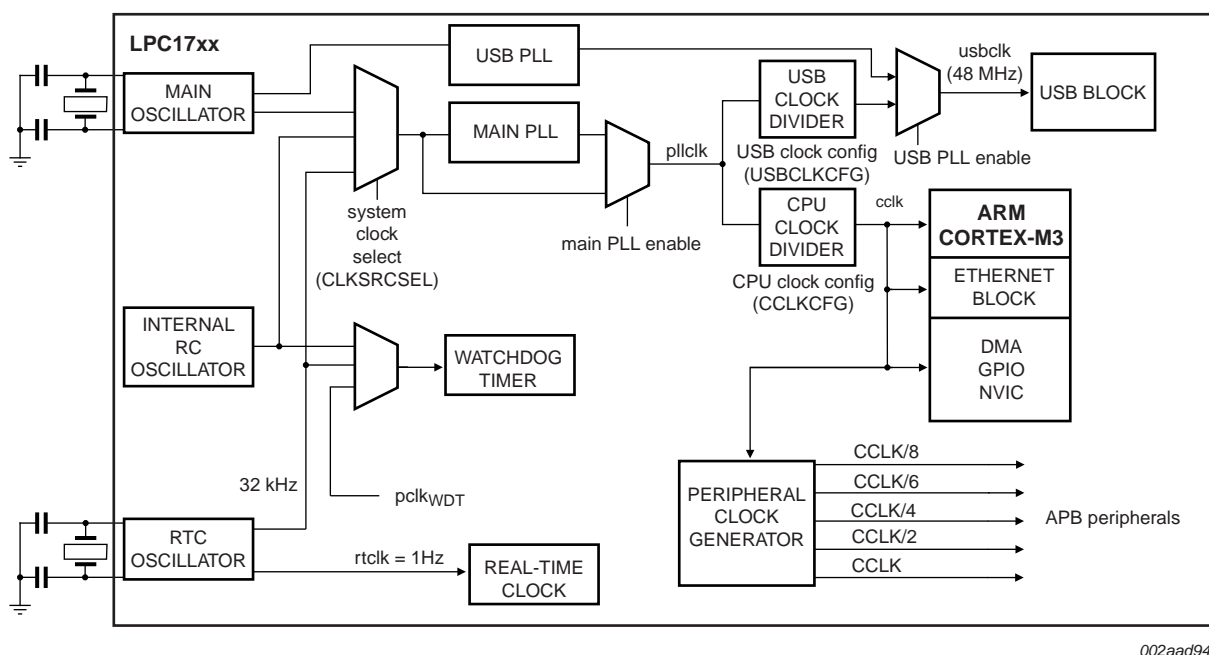 LPC17xx
MAIN
OSCILLATOR
USB PLL
MAIN PLL
system
clock
select
(CLKSRCSEL)
main PLL enable
pllclk
USB
CLOCK
DIVIDER
USB clock config
(USBCLKCFG)
usbclk
(48 MHz)
USB BLOCK
USB PLL enable
CPU
CLOCK
DIVIDER
CPU clock config
(CCLKCFG)
cclk
ARM
CORTEX-M3
ETHERNET
BLOCK
DMA
GPIO
NVIC
INTERNAL
RC
OSCILLATOR
WATCHDOG
TIMER
32 kHz
pclkWDT
RTC
OSCILLATOR
rtclk = 1Hz
REAL-TIME
CLOCK
PERIPHERAL
CLOCK
GENERATOR
CCLK/8
CCLK/6
CCLK/4
CCLK/2
CCLK
APB peripherals
002aad94